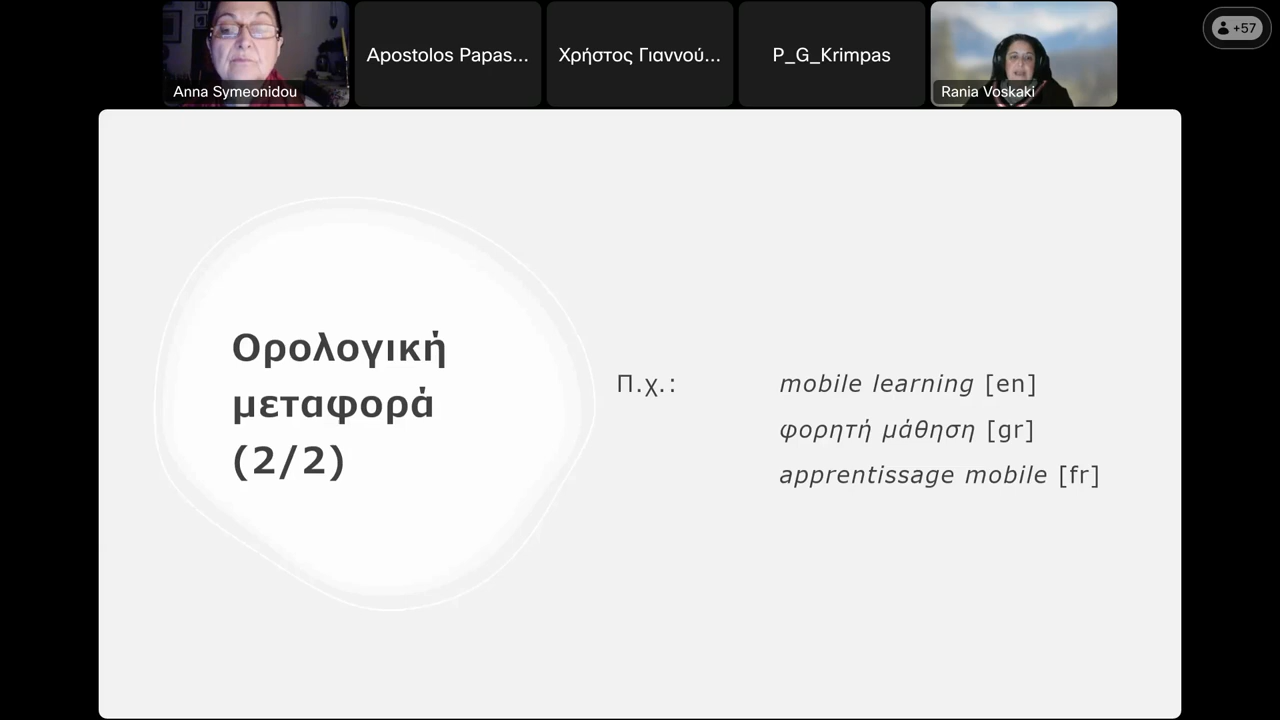 Anna Symeonidou
Apostolos Papas...
Χρήστος Γιαννού...
P_G_Krimpas
Rania Voskaki
+57
Ορολογική
μεταφορά
(2/2)
Π.χ.: mobile learning [en]
φορητή μάθηση [gr]
apprentissage mobile [fr]